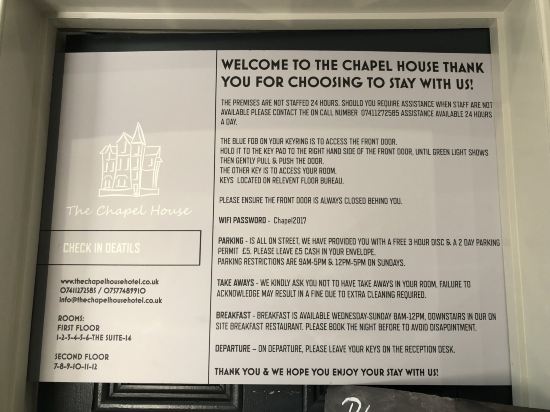 WELCOME TO THE CHAPEL HOUSE THANK
YOU FOR CHOOSING TO STAY WITH US!
THE PREMISES ARE NOT STAFFED 24 HOURS. SHOULD YOU REQUIRE ASSISTANCE WHEN STAFF ARE NOT
AVAILABLE PLEASE CONTACT THE ON CALL NUMBER 07411272585 ASSISTANCE AVAILABLE 24 HOURS
A DAY.
THE BLUE FOB ON YOUR KEYRING IS TO ACCESS THE FRONT DOOR.
HOLD IT TO THE KEY PAD TO THE RIGHT HAND SIDE OF THE FRONT DOOR, UNTIL GREEN LIGHT SHOWS
THEN GENTLY PULL & PUSH THE DOOR.
THE OTHER KEY IS TO ACCESS YOUR ROOM.
KEYS LOCATED ON RELEVENT FLOOR BUREAU.
PLEASE ENSURE THE FRONT DOOR IS ALWAYS CLOSED BEHIND YOU.
WIFI PASSWORD - Chapel2017
PARKING - IS ALL ON STREET, WE HAVE PROVIDED YOU WITH A FREE 3 HOUR DISC & A 2 DAY PARKING
PERMIT £5. PLEASE LEAVE £5 CASH IN YOUR ENVELOPE.
PARKING RESTRICTIONS ARE 9AM-5PM & 12PM-5PM ON SUNDAYS.
TAKE AWAYS - WE KINDLY ASK YOU NOT TO HAVE TAKE AWAYS IN YOUR ROOM, FAILURE TO
ACKNOWLEDGE MAY RESULT IN A FINE DUE TO EXTRA CLEANING REQUIRED.
BREAKFAST - BREAKFAST IS AVAILABLE WEDNESDAY-SUNDAY 8AM-12PM, DOWNSTAIRS IN OUR ON
SITE BREAKFAST RESTAURANT. PLEASE BOOK THE NIGHT BEFORE TO AVOID DISAPOINTMENT.
DEPARTURE – ON DEPARTURE, PLEASE LEAVE YOUR KEYS ON THE RECEPTION DESK.
THANK YOU & WE HOPE YOU ENJOY YOUR STAY WITH US!
The Chapel House
CHECK IN DEATILS
www.thechapelhousehotel.co.uk
07411272585 / 07577489910
info@thechapelhousehotel.co.uk
ROOMS:
FIRST FLOOR
1-2-3-4-5-6-THE SUITE-14
SECOND FLOOR
7-8-9-10-11-12